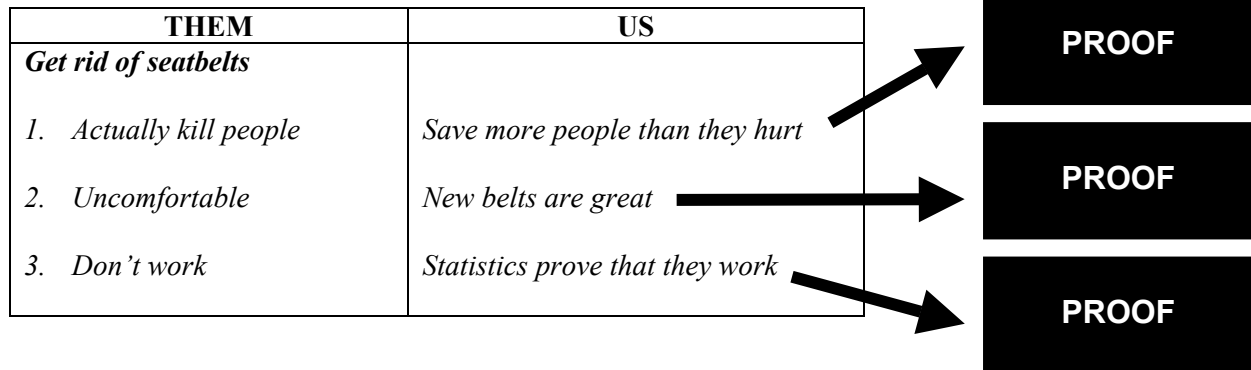 THEM
US
Get rid of seatbelts
1. Actually kill people
Save more people than they hurt
2. Uncomfortable
New belts are great
3. Don’t work
Statistics prove that they work
PROOF
PROOF
PROOF